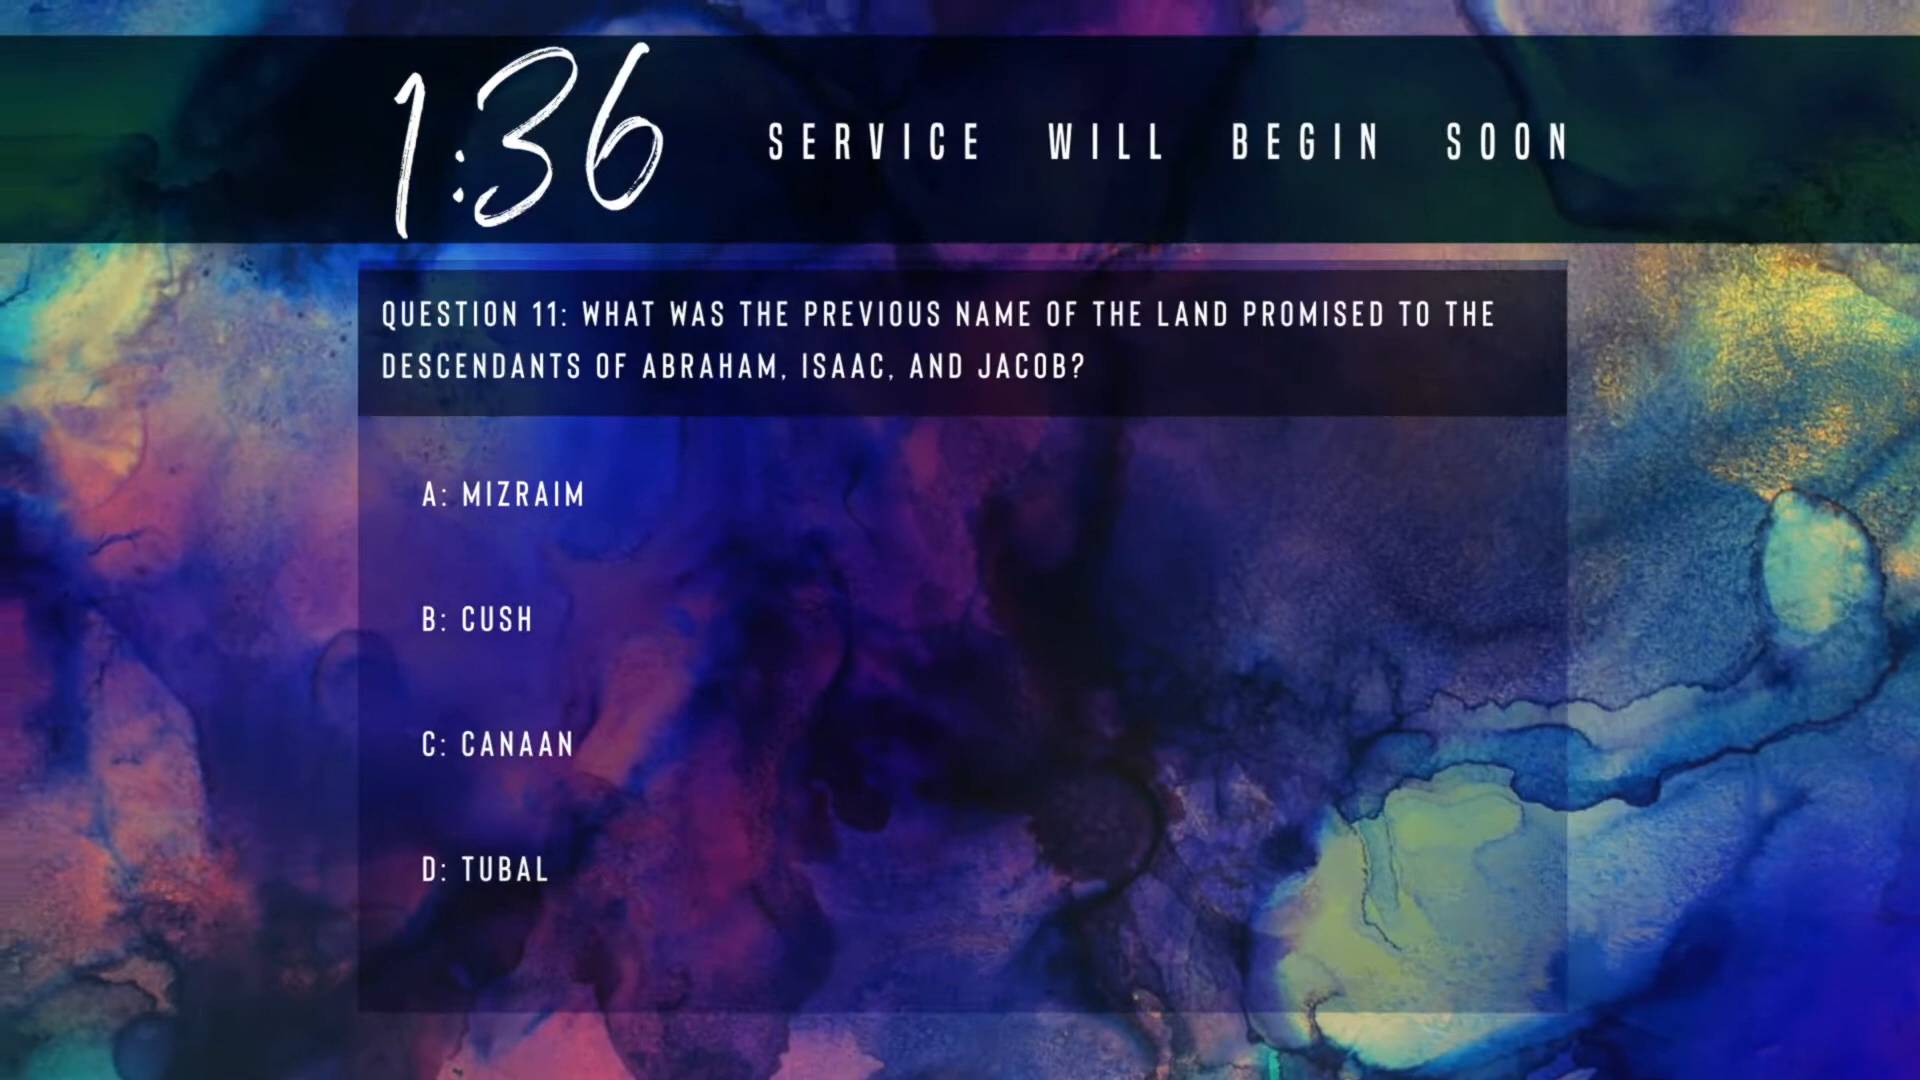 1:36
SERVICE WILL BEGIN SOON
QUESTION 11: WHAT WAS THE PREVIOUS NAME OF THE LAND PROMISED TO THE
DESCENDANTS OF ABRAHAM, ISAAC, AND JACOB?
A: MIZRAIM
B: CUSH
C: CANAAN
D: TUBAL